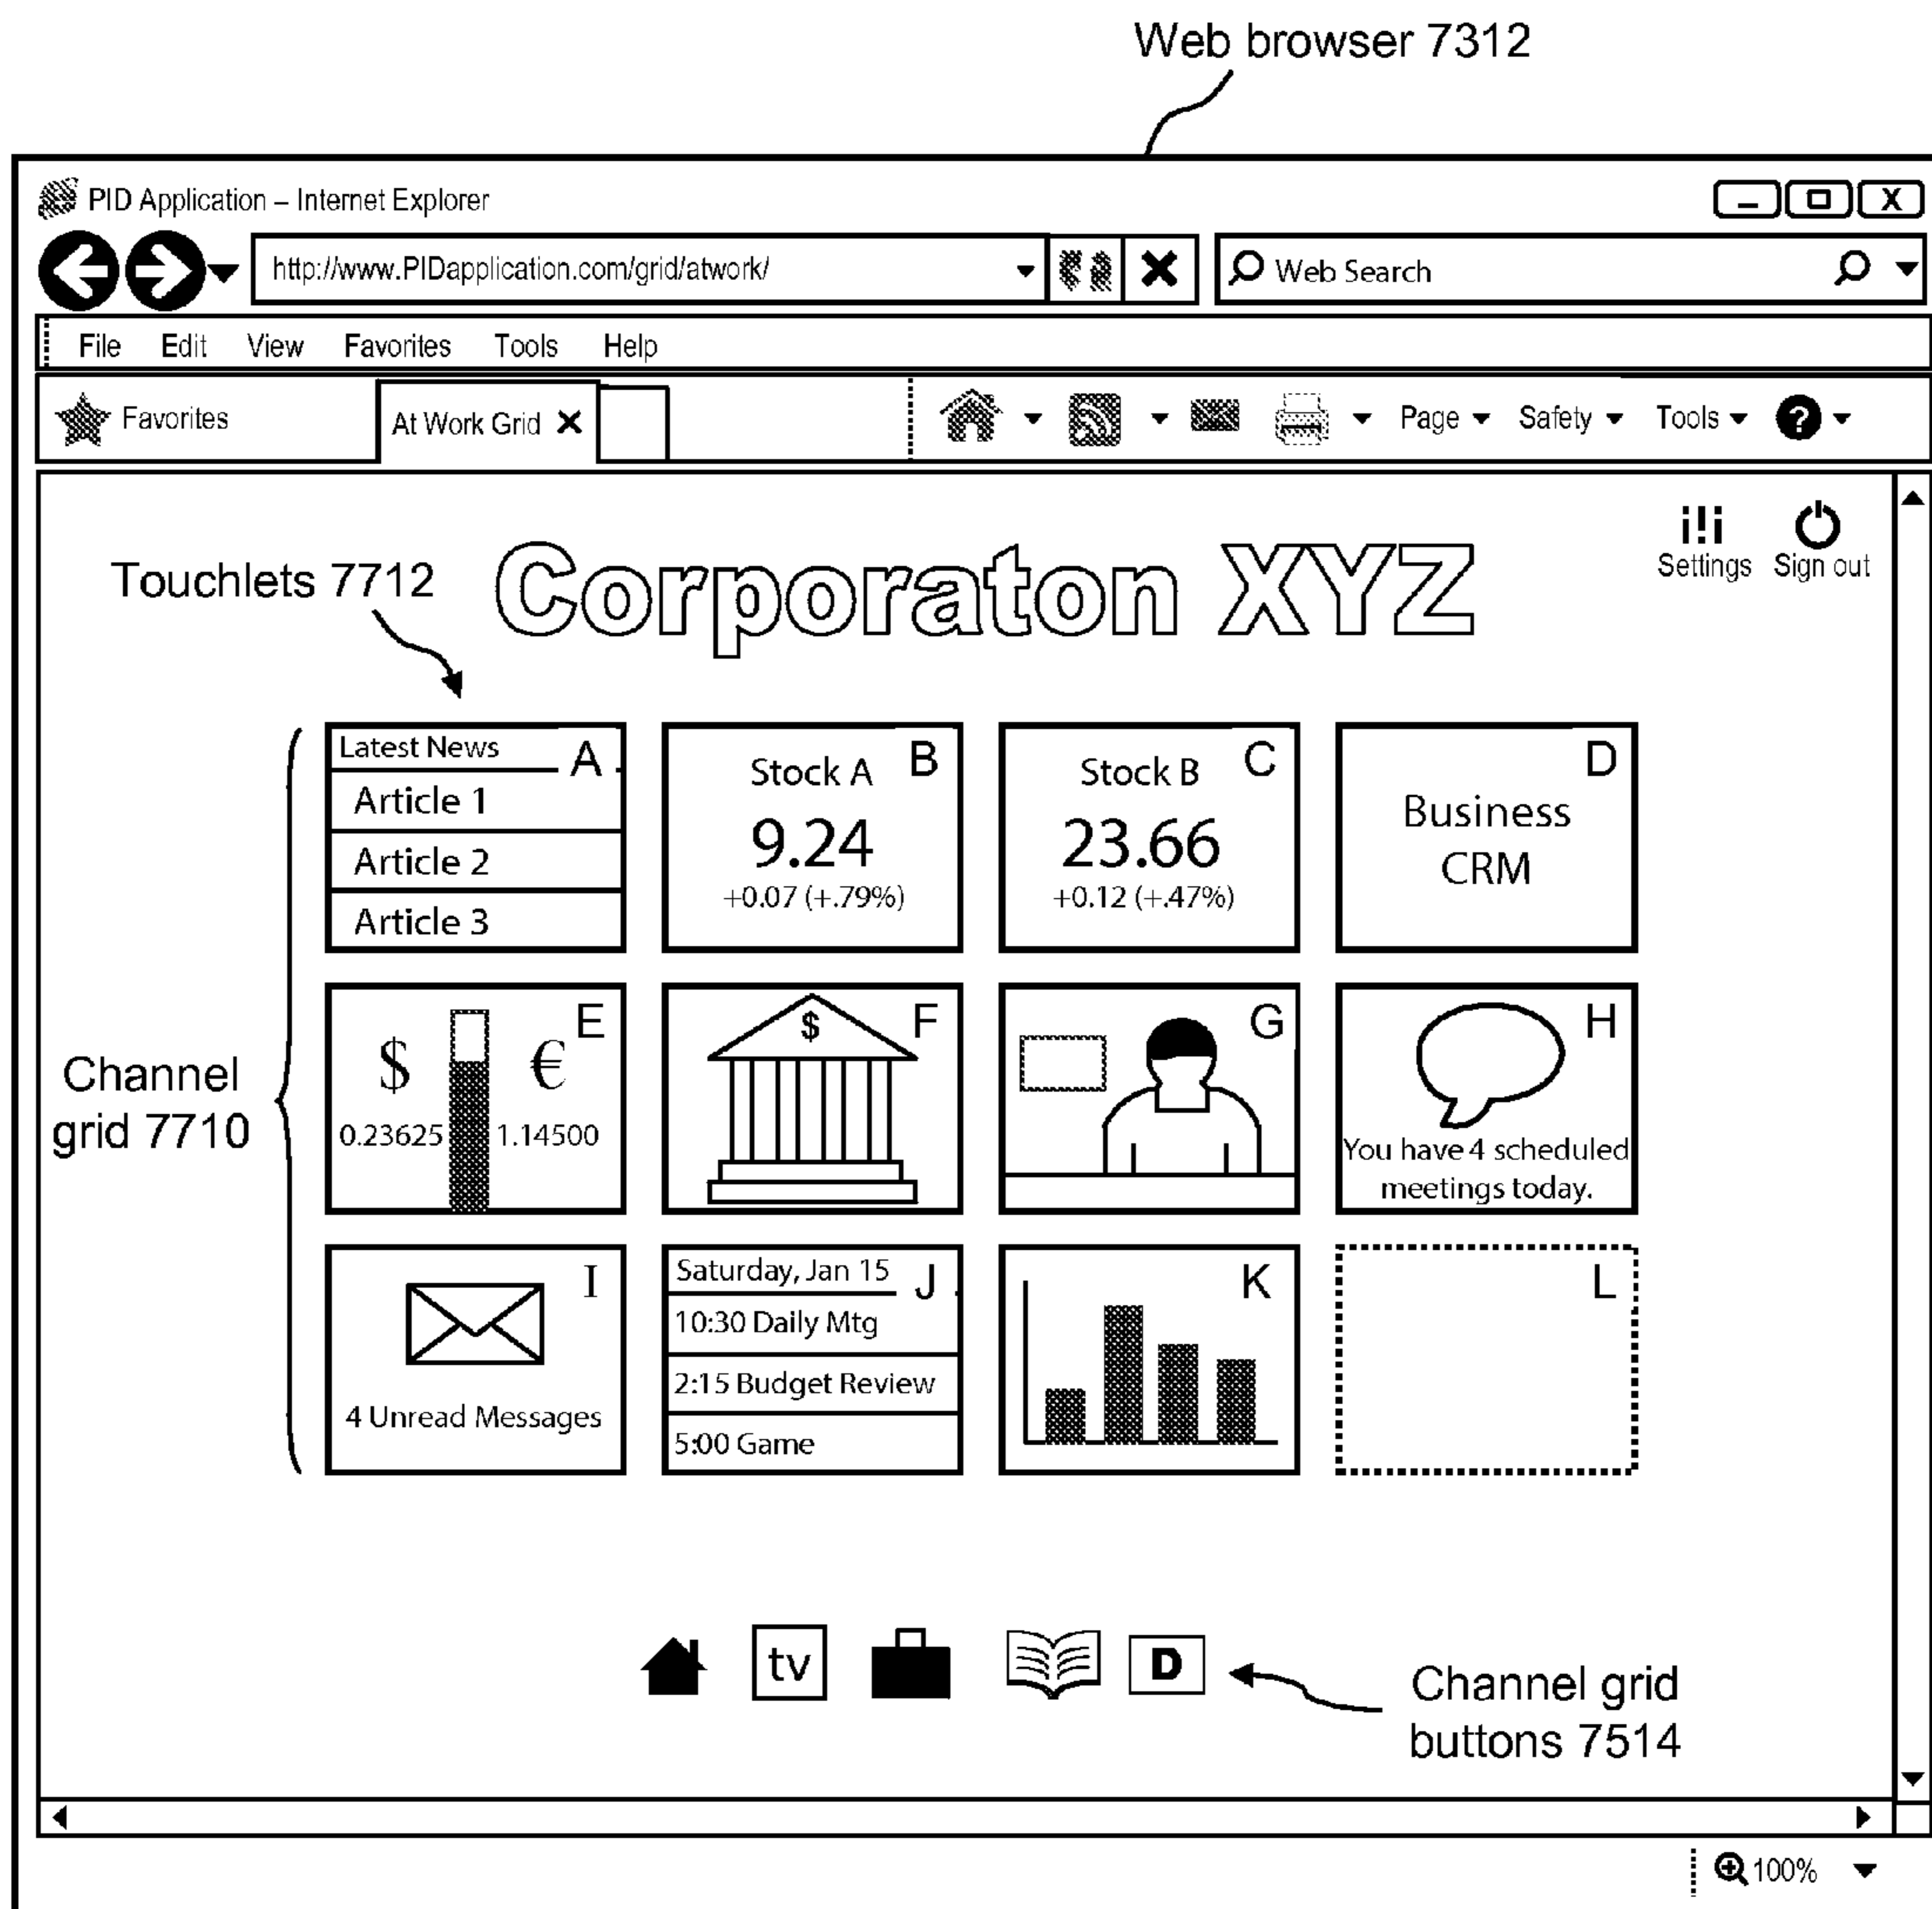 Web browser 7312
PID Application – Internet Explorer
X
http://www.PIDapplication.com/grid/atwork/
Web Search
File Edit View Favorites Tools Help
Favorites
At Work Grid
Page Safety Tools ?
Settings Sign out
Touchlets 7712
Corporaton XYZ
Channel
grid 7710
Latest News A
Article 1
Article 2
Article 3
Stock A B
9.24
+0.07 (+.79%)
Stock B C
23.66
+0.12 (+.47%)
D
Business
CRM
E
$ €
0.23625 1.14500
$ F
G
H
You have 4 scheduled
meetings today.
I
4 Unread Messages
Saturday, Jan 15 J
10:30 Daily Mtg
2:15 Budget Review
5:00 Game
K
L
tv D
Channel grid
buttons 7514
100%